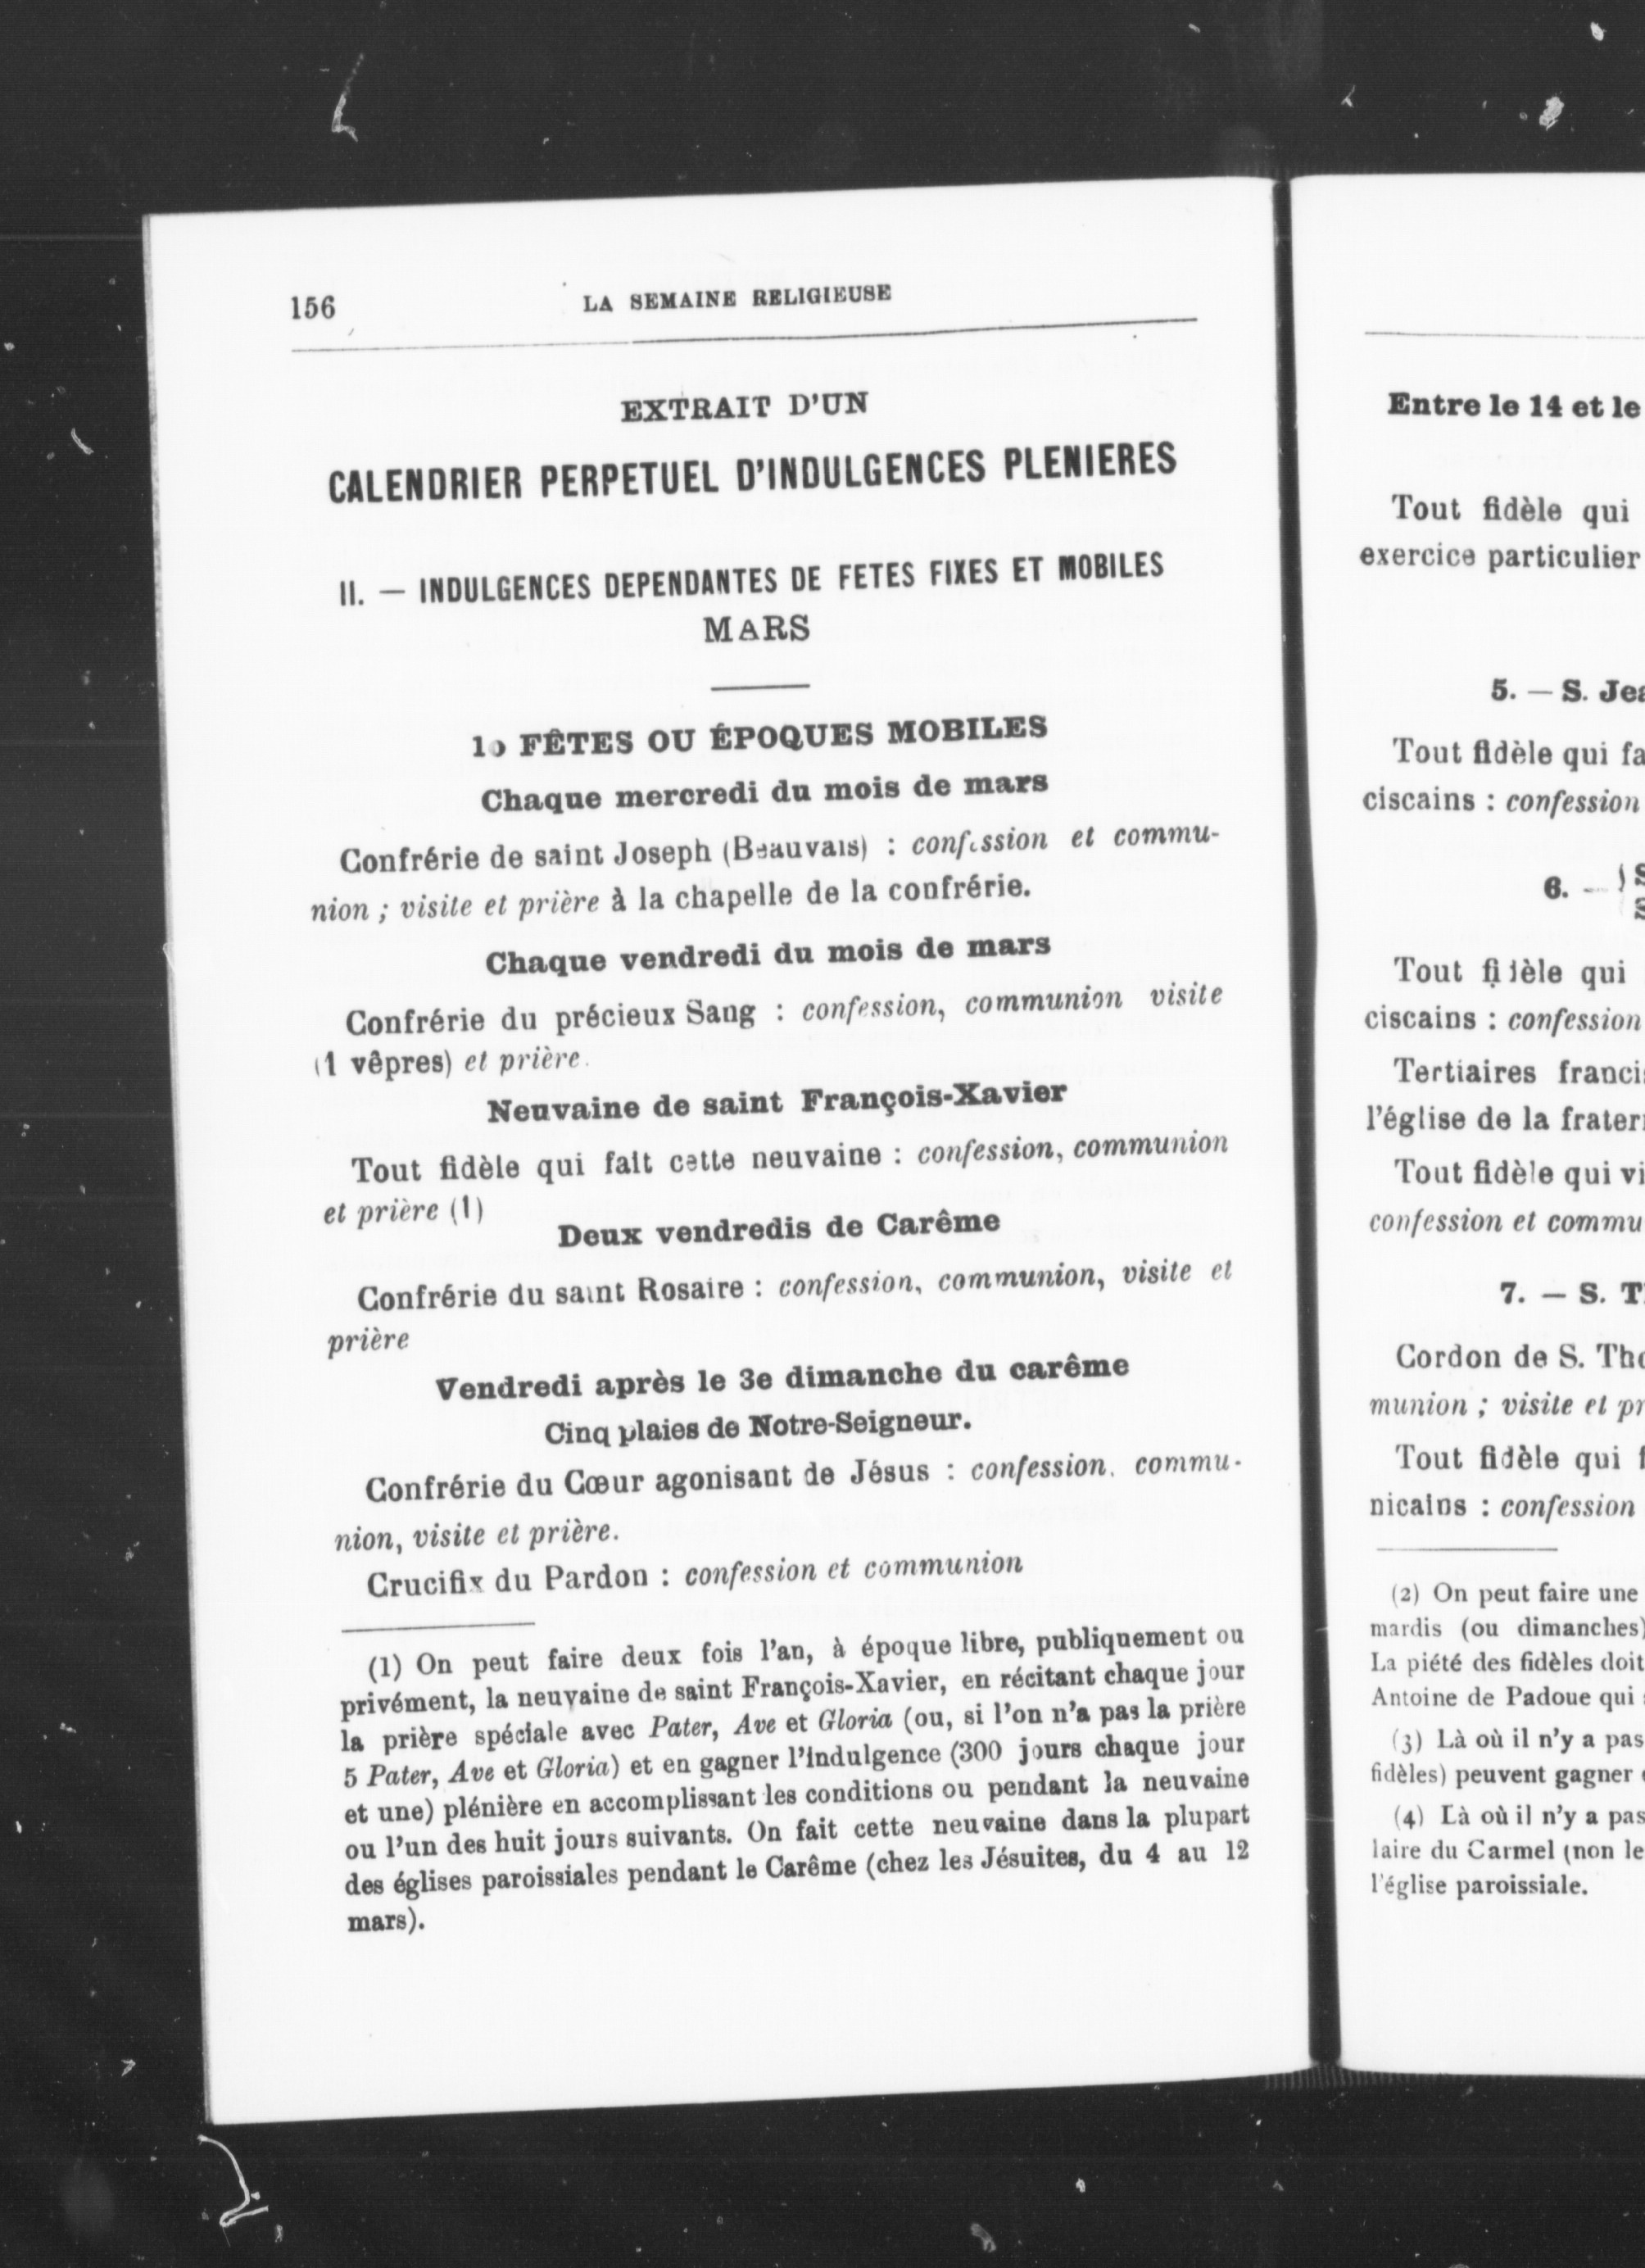 156
LA SEMAINE RELIGIEUSE
EXTRAIT D'UN
CALENDRIER PERPETUEL D'INDULGENCES PLENIERES
II. — INDULGENCES DEPENDANTES DE FETES FIXES ET MOBILES
MARS
1o FÊTES OU ÉPOQUES MOBILES
Chaque mercredi du mois de mars
Confrérie de saint Joseph (Beauvais) : confession et commu-
nion ; visite et prière à la chapelle de la confrérie.
Chaque vendredi du mois de mars
Confrérie du précieux Sang : confession, communion visite
(1 vêpres) et prière.
Neuvaine de saint François-Xavier
Tout fidèle qui fait cette neuvaine : confession, communion
et prière (1)
Deux vendredis de Carême
Confrérie du saint Rosaire : confession, communion, visite et
prière
Vendredi après le 3e dimanche du carême
Cinq plaies de Notre-Seigneur.
Confrérie du Cœur agonisant de Jésus : confession. commu-
nion, visite et prière.
Crucifix du Pardon : confession et communion
(1) On peut faire deux fois l'an, à époque libre, publiquement ou
privément, la neuvaine de saint François-Xavier, en récitant chaque jour
la prière spéciale avec Pater, Ave et Gloria (ou, si l'on n'a pas la prière
5 Pater, Ave et Gloria) et en gagner l'indulgence (300 jours chaque jour
et une) plénière en accomplissant les conditions ou pendant la neuvaine
ou l'un des huit jours suivants. On fait cette neuvaine dans la plupart
des églises paroissiales pendant le Carême (chez les Jésuites, du 4 au 12
mars).
Entre le 14 et le
Tout fidèle qui
exercice particulier
5. — S. Jea
Tout fidèle qui fa
ciscains : confession
6. — } S
S
Tout fidèle qui
ciscains : confession
Tertiaires franci
l'église de la frater
Tout fidèle qui vi
confession et commu
7. — S. T
Cordon de S. Tho
munion ; visite et pr
Tout fidèle qui f
nicains : confession
(2) On peut faire une
mardis (ou dimanches)
La piété des fidèles doit
Antoine de Padoue qui
(3) Là où il n'y a pas
fidèles) peuvent gagner
(4) Là où il n'y a pas
laire du Carmel (non le
l'église paroissiale.